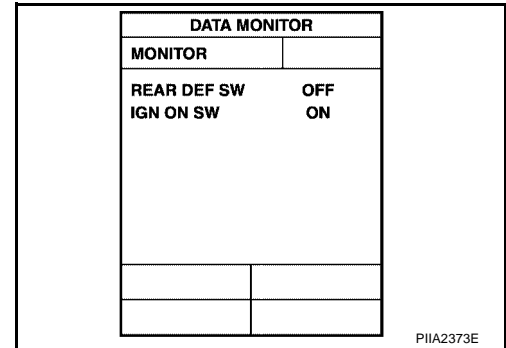 DATA MONITOR
MONITOR
REAR DEF SW OFF
IGN ON SW ON
PIIA2373E